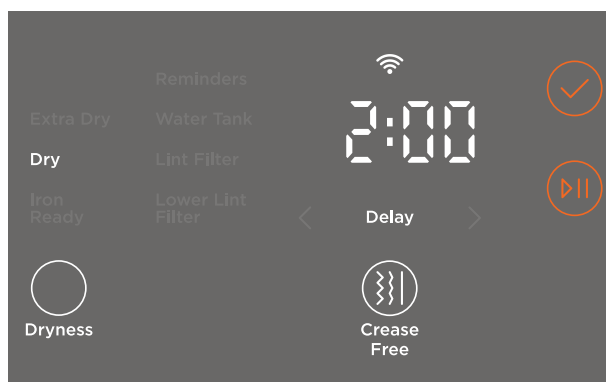 Reminders
Extra Dry
Water Tank
2:00
Dry
Lint Filter
Iron
Ready
Lower Lint
Filter
Delay
Dryness
Crease
Free